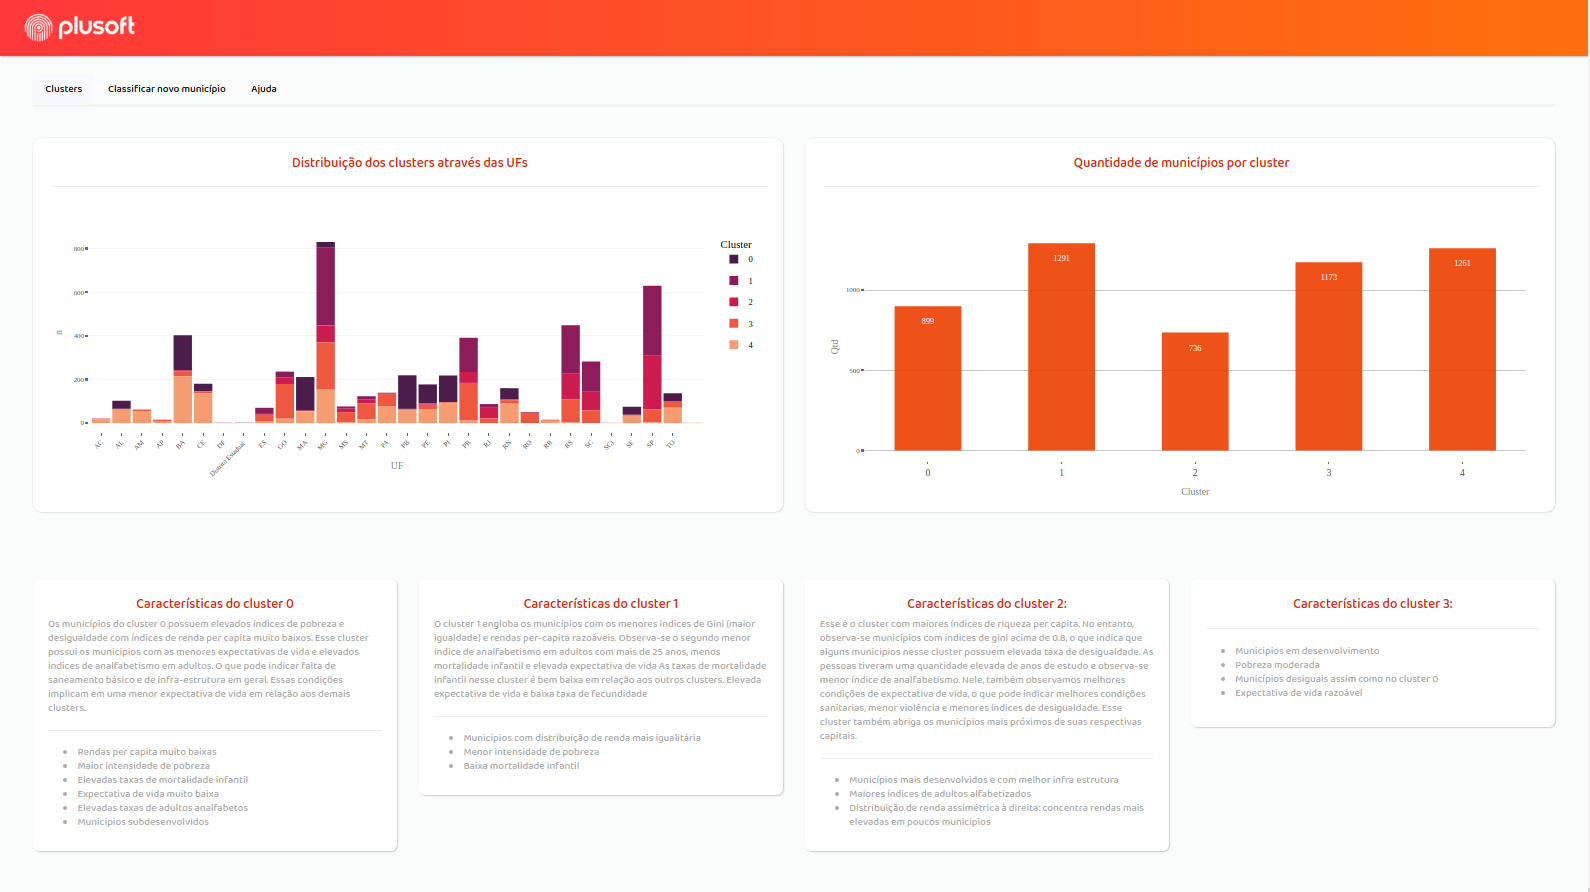 plusoft
Clusters
Classificar novo município
Ajuda
Distribuição dos clusters através das UFs
800
600
400
200
0
n
AC
AL
AM
AP
BA
CE
DF
Distrito Estadual
ES
GO
MA
MG
MS
MT
PA
PB
PE
PI
PR
RJ
RN
RO
RR
RS
SC
SC)
SE
SP
TO
UF
Cluster
0
1
2
3
4
Quantidade de municípios por cluster
1000
500
0
Qtd
899
1291
736
1173
1261
0
1
2
3
4
Cluster
Características do cluster 0
Os municípios do cluster 0 possuem elevados índices de pobreza e
desigualdade com índices de renda per capita muito baixos. Esse cluster
possui os municipios com as menores expectativas de vida e elevados
indices de analfabetismo em adultos. O que pode indicar falta de
saneamento básico e de infra-estrutura em geral. Essas condições
implicam em uma menor expectativa de vida em relação aos demais
clusters.
Rendas per capita muito baixas
Maior intensidade de pobreza
Elevadas taxas de mortalidade infantil
Expectativa de vida muito baixa
Elevadas taxas de adultos analfabetos
Municipios subdesenvolvidos
Características do cluster 1
O cluster 1 engloba os municípios com os menores indices de Gini (maior
igualdade) e rendas per-capita razoáveis. Observa-se o segundo menor
indice de analfabetismo em adultos com mais de 25 anos, menos
mortalidade infantil e elevada expectativa de vida As taxas de mortalidade
infantil nesse cluster é bem baixa em relação aos outros clusters. Elevada
expectativa de vida e baixa taxa de fecundidade
Municípios com distribuição de renda mais igualitária
Menor intensidade de pobreza
Baixa mortalidade infantil
Características do cluster 2:
Esse é o cluster com maiores índices de riqueza per capita. No entanto,
observa-se municípios com índices de gini acima de 0.8, o que indica que
alguns municipios nesse cluster possuem elevada taxa de desigualdade. As
pessoas tiveram uma quantidade elevada de anos de estudo e observa-se
menor índice de analfabetismo. Nele, também observamos melhores
condições de expectativa de vida, o que pode indicar melhores condições
sanitarias, menor violência e menores índices de desigualdade. Esse
cluster também abriga os municípios mais próximos de suas respectivas
capitais.
Municípios mais desenvolvidos e com melhor infra estrutura
Maiores índices de adultos alfabetizados
Distribuição de renda assimétrica à direita: concentra rendas mais
elevadas em poucos municipios
Características do cluster 3:
Municipios em desenvolvimento
Pobreza moderada
Municípios desiguais assim como no cluster 0
Expectativa de vida razoável